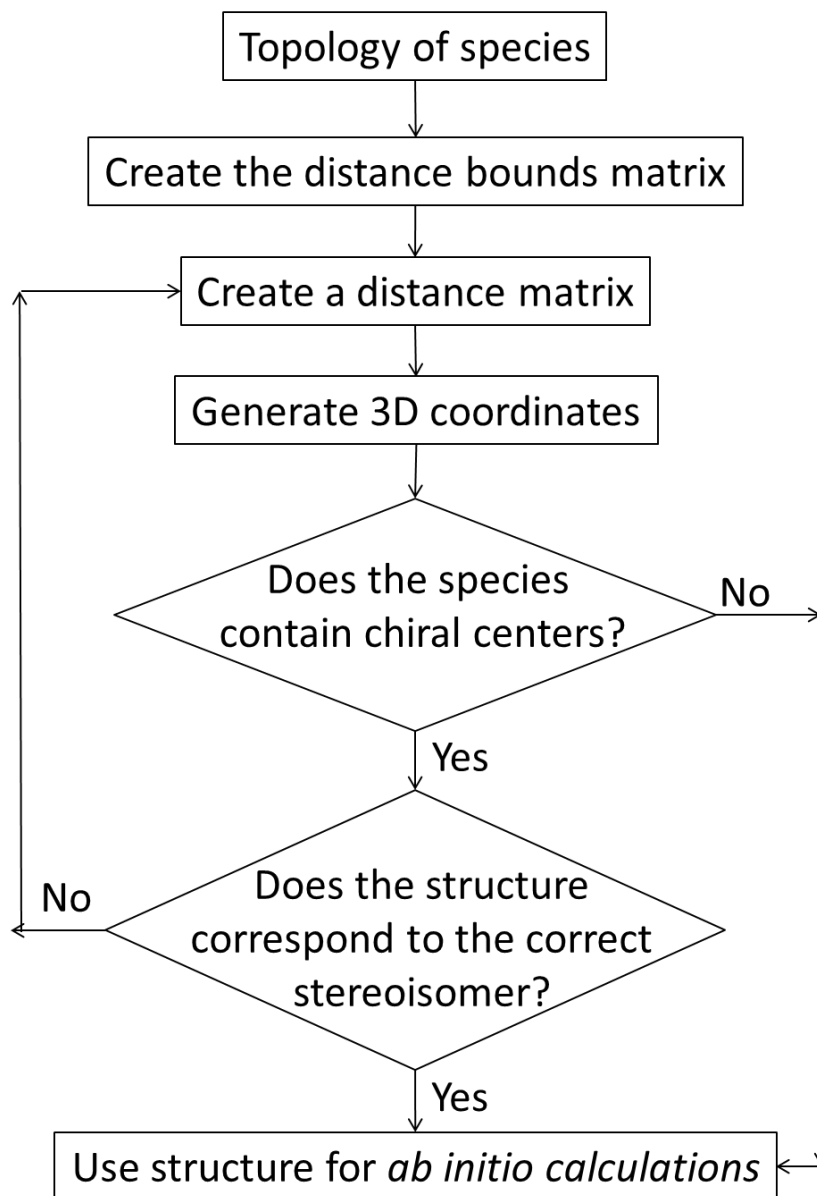 Topology of species
Create the distance bounds matrix
Create a distance matrix
Generate 3D coordinates
Does the species
contain chiral centers?
No
Yes
Does the structure
correspond to the correct
stereoisomer?
No
Yes
Use structure for ab initio calculations